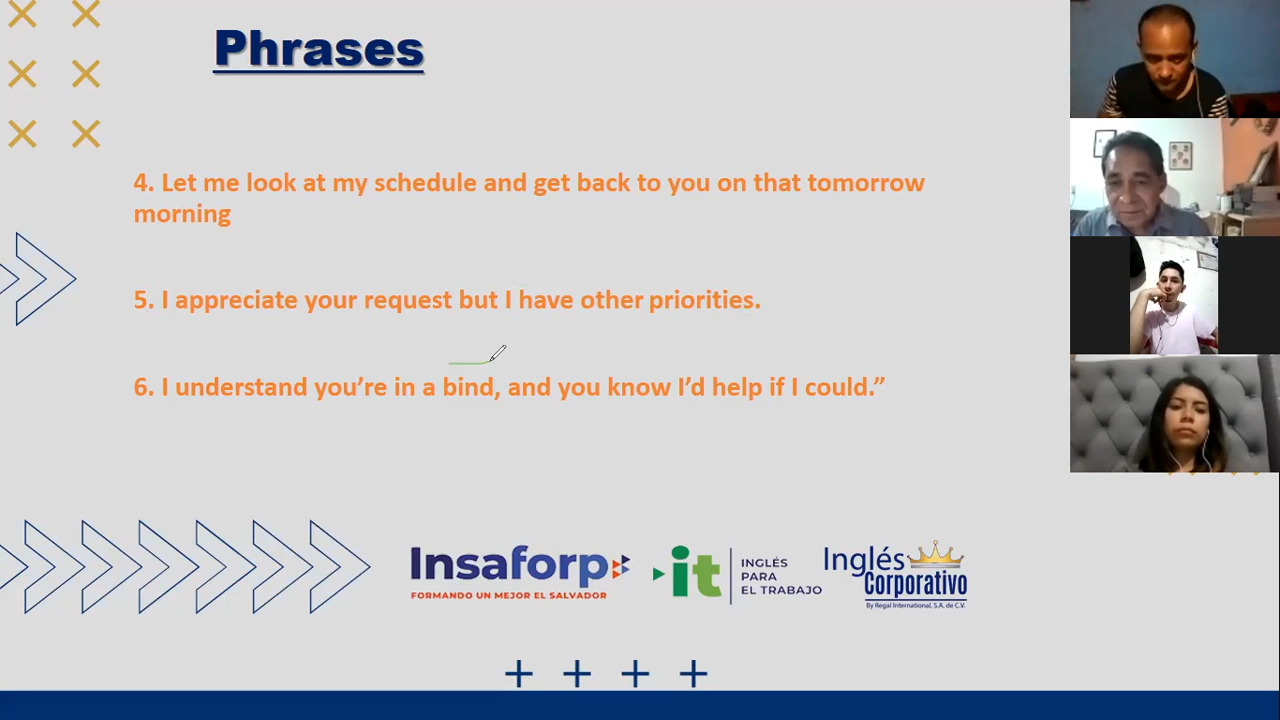 Phrases
4. Let me look at my schedule and get back to you on that tomorrow
morning
5. I appreciate your request but I have other priorities.
6. I understand you’re in a bind, and you know I’d help if I could.”
Insaforp
FORMANDO UN MEJOR EL SALVADOR
it
INGLÉS
PARA
EL TRABAJO
Inglés
Corporativo
By Regal International, S.A. de C.V.